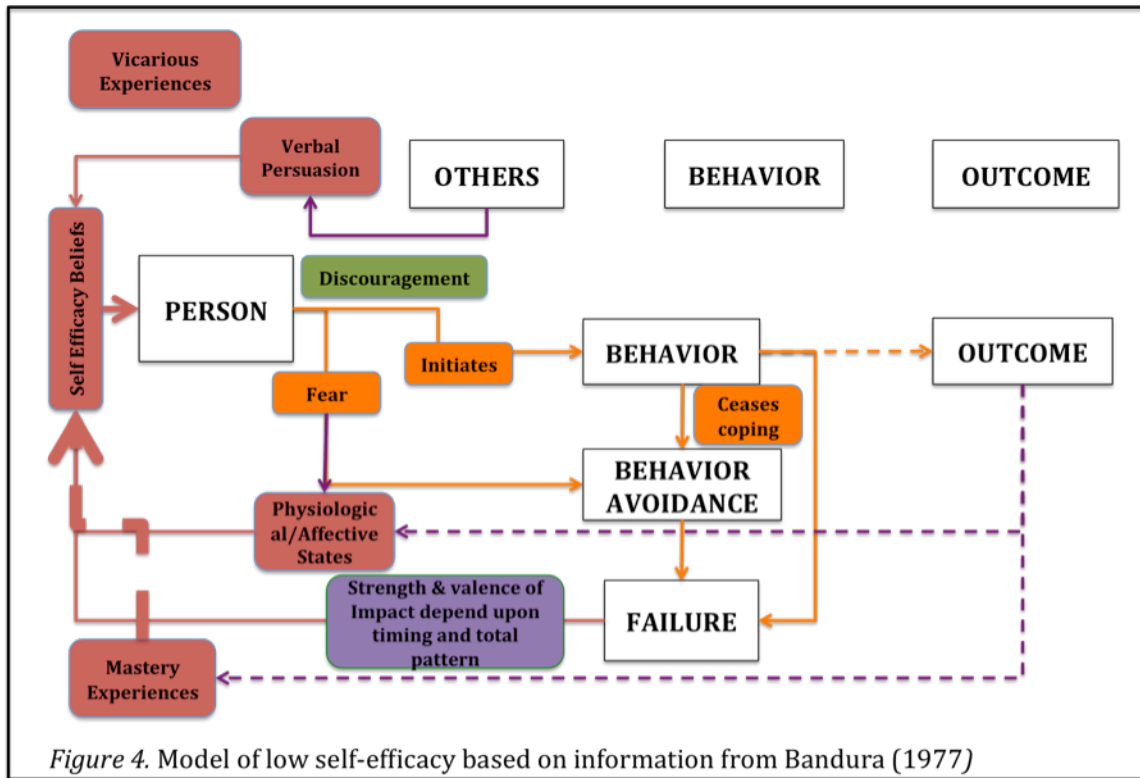 Vicarious
Experiences
Verbal
Persuasion
OTHERS
BEHAVIOR
OUTCOME
Self Efficacy Beliefs
PERSON
Discouragement
Initiates
BEHAVIOR
OUTCOME
Fear
Ceases
coping
BEHAVIOR
AVOIDANCE
Physiologic
al/Affective
States
Strength & valence of
Impact depend upon
timing and total
pattern
FAILURE
Mastery
Experiences
Figure 4. Model of low self-efficacy based on information from Bandura (1977)